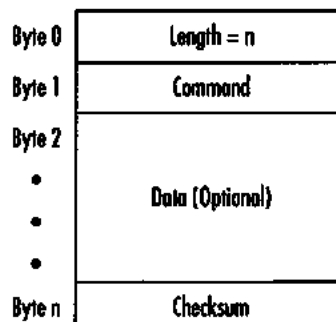 Byte 0 Length = n
Byte 1 Command
Byte 2
Data (Optional)
Byte n Checksum